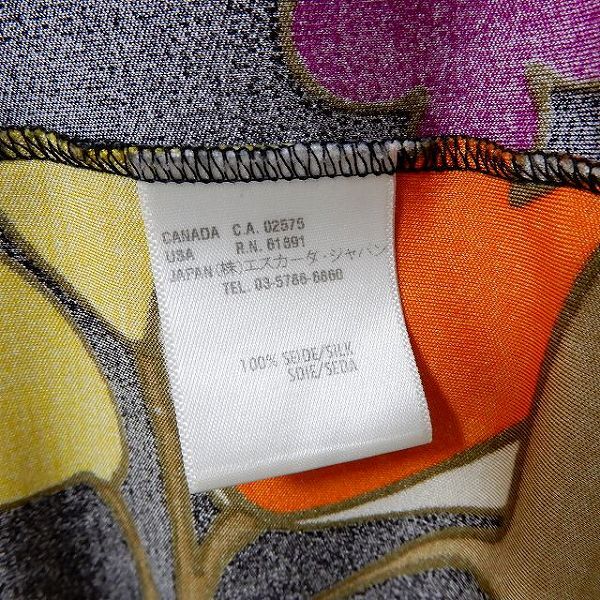 CANADA C.A. 02575
USA R.N. 61891
JAPAN (株)エスカーダ・ジャパン
TEL. 03-5786-6860
100% SEIDE/SILK
SOIE/SEDA